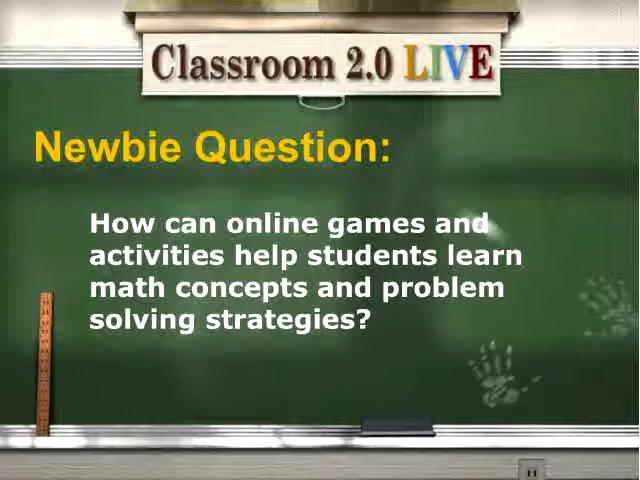 Classroom 2.0 LIVE
Newbie Question:
How can online games and
activities help students learn
math concepts and problem
solving strategies?